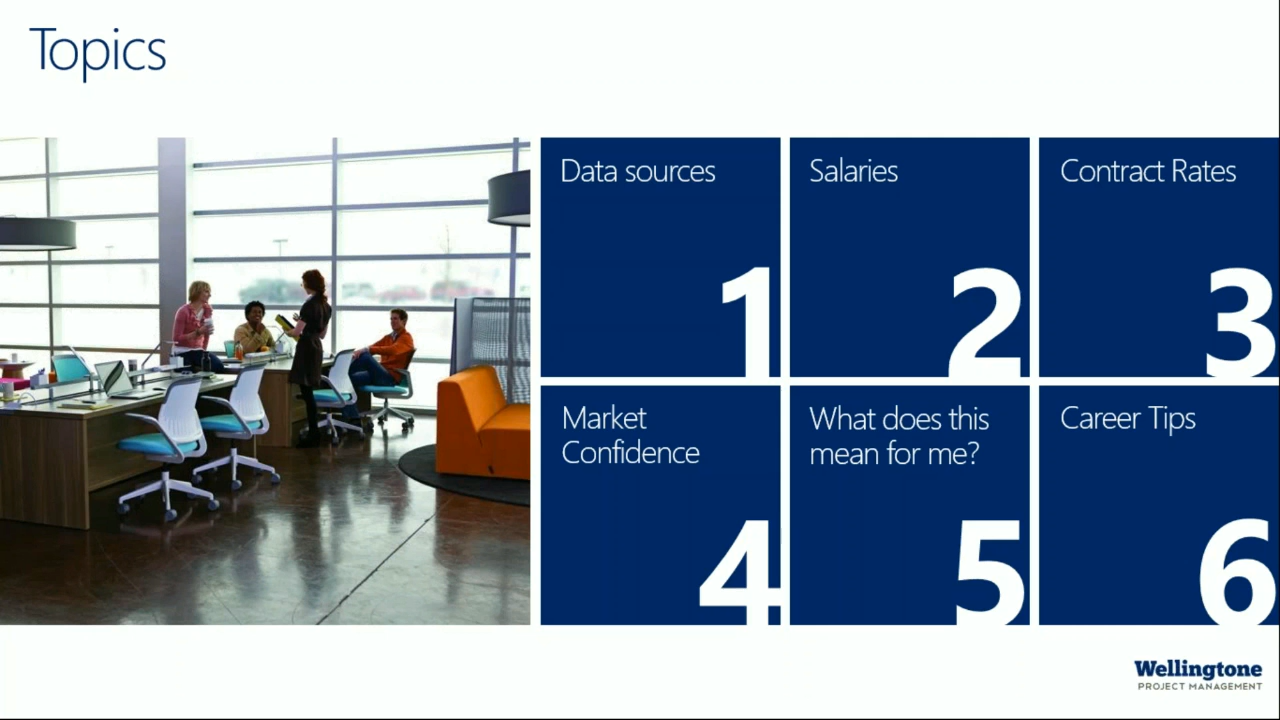 Topics
Data sources
1
Salaries
2
Contract Rates
3
Market
Confidence
4
What does this
mean for me?
5
Career Tips
6
Wellingtone
PROJECT MANAGEMENT